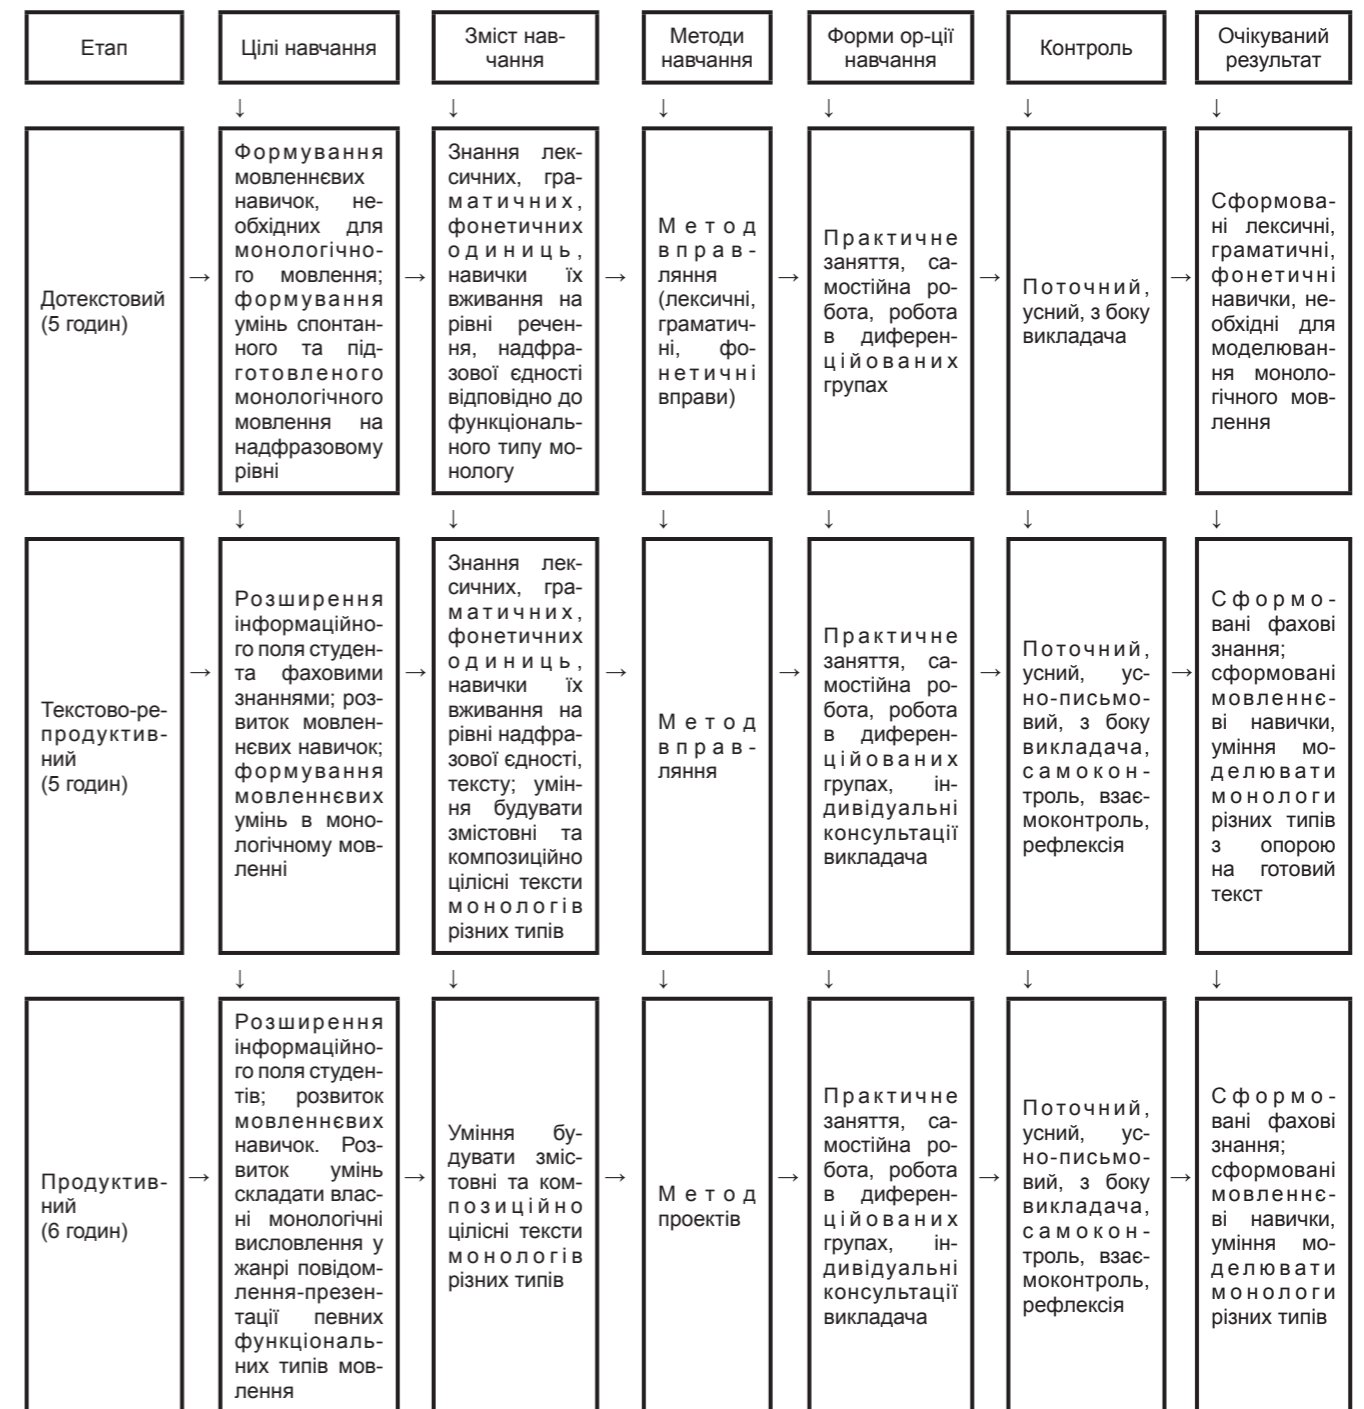 Етап
Цілі навчання
Зміст нав-
чання
Методи
навчання
Форми ор-ції
навчання
Контроль
Очікуваний
результат
↓ ↓ ↓ ↓ ↓ ↓
Дотекстовий
(5 годин)
→
Формування
мовленнєвих
навичок, не-
обхідних для
монологічно-
го мовлення;
формування
умінь спонтан-
ного та під-
готовленого
монологічного
мовлення на
надфразовому
рівні
→
Знання лек-
сичних, гра-
матичних,
фонетичних
одиниць,
навички їх
вживання на
рівні речен-
ня, надфра-
зової єдності
відповідно до
функціональ-
ного типу мо-
нологу
→
Метод
вправ-
ляння
(лексичні,
граматич-
ні, фо-
нетичні
вправи)
→
Практичне
заняття, са-
мостійна ро-
бота, робота
в диферен-
ційованих
групах
→
Поточний,
усний, з боку
викладача
→
Сформова-
ні лексичні,
граматичні,
фонетичні
навички, не-
обхідні для
моделюван-
ня моноло-
гічного мов-
лення
↓ ↓ ↓ ↓ ↓ ↓
Текстово-ре-
продуктив-
ний
(5 годин)
→
Розширення
інформаційно-
го поля студен-
та фаховими
знаннями; роз-
виток мовлен-
нєвих навичок;
формування
мовленнєвих
умінь в моно-
логічному мов-
ленні
→
Знання лек-
сичних, гра-
матичних,
фонетичних
одиниць,
навички їх
вживання на
рівні надфра-
зової єдності,
тексту; умін-
ня будувати
змістовні та
композиційно
цілісні тексти
монологів
різних типів
→
Метод
вправ-
ляння
→
Практичне
заняття, са-
мостійна ро-
бота, робота
в диферен-
ційованих
групах, ін-
дивідуальні
консультації
викладача
→
Поточний,
усний, ус-
но-письмо-
вий, з боку
викладача,
самокон-
троль, взає-
моконтроль,
рефлексія
→
Сформо-
вані фахові
знання;
сформовані
мовленнє-
ві навички,
уміння мо-
делювати
монологи
різних типів
з опорою
на готовий
текст
↓ ↓ ↓ ↓ ↓ ↓
Продуктив-
ний
(6 годин)
→
Розширення
інформаційно-
го поля студен-
тів; розвиток
мовленнєвих
навичок. Роз-
виток умінь
складати влас-
ні монологічні
висловлення у
жанрі повідом-
лення-презен-
тації певних
функціональ-
них типів мов-
лення
→
Уміння бу-
дувати зміс-
товні та ком-
позиційно
цілісні тексти
монологів
різних типів
→
Метод
проектів
→
Практичне
заняття, са-
мостійна ро-
бота, робота
в диферен-
ційованих
групах, ін-
дивідуальні
консультації
викладача
→
Поточний,
усний, ус-
но-письмо-
вий, з боку
викладача,
самокон-
троль, взає-
моконтроль,
рефлексія
→
Сформо-
вані фахові
знання;
сформовані
мовленнє-
ві навички,
уміння мо-
делювати
монологи
різних типів